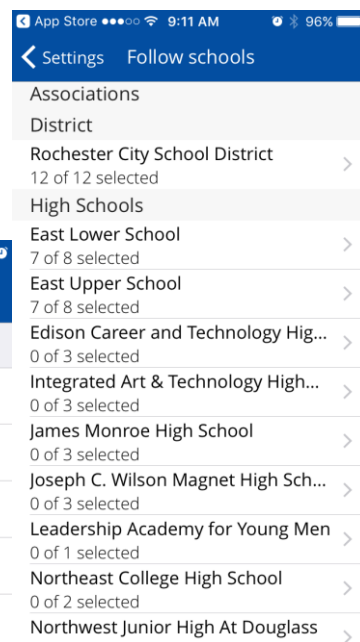 App Store 9:11 AM 96%
Settings Follow schools
Associations
District
Rochester City School District
12 of 12 selected
High Schools
East Lower School
7 of 8 selected
East Upper School
7 of 8 selected
Edison Career and Technology Hig...
0 of 3 selected
Integrated Art & Technology High...
0 of 3 selected
James Monroe High School
0 of 3 selected
Joseph C. Wilson Magnet High Sch...
0 of 3 selected
Leadership Academy for Young Men
0 of 1 selected
Northeast College High School
0 of 2 selected
Northwest Junior High At Douglass